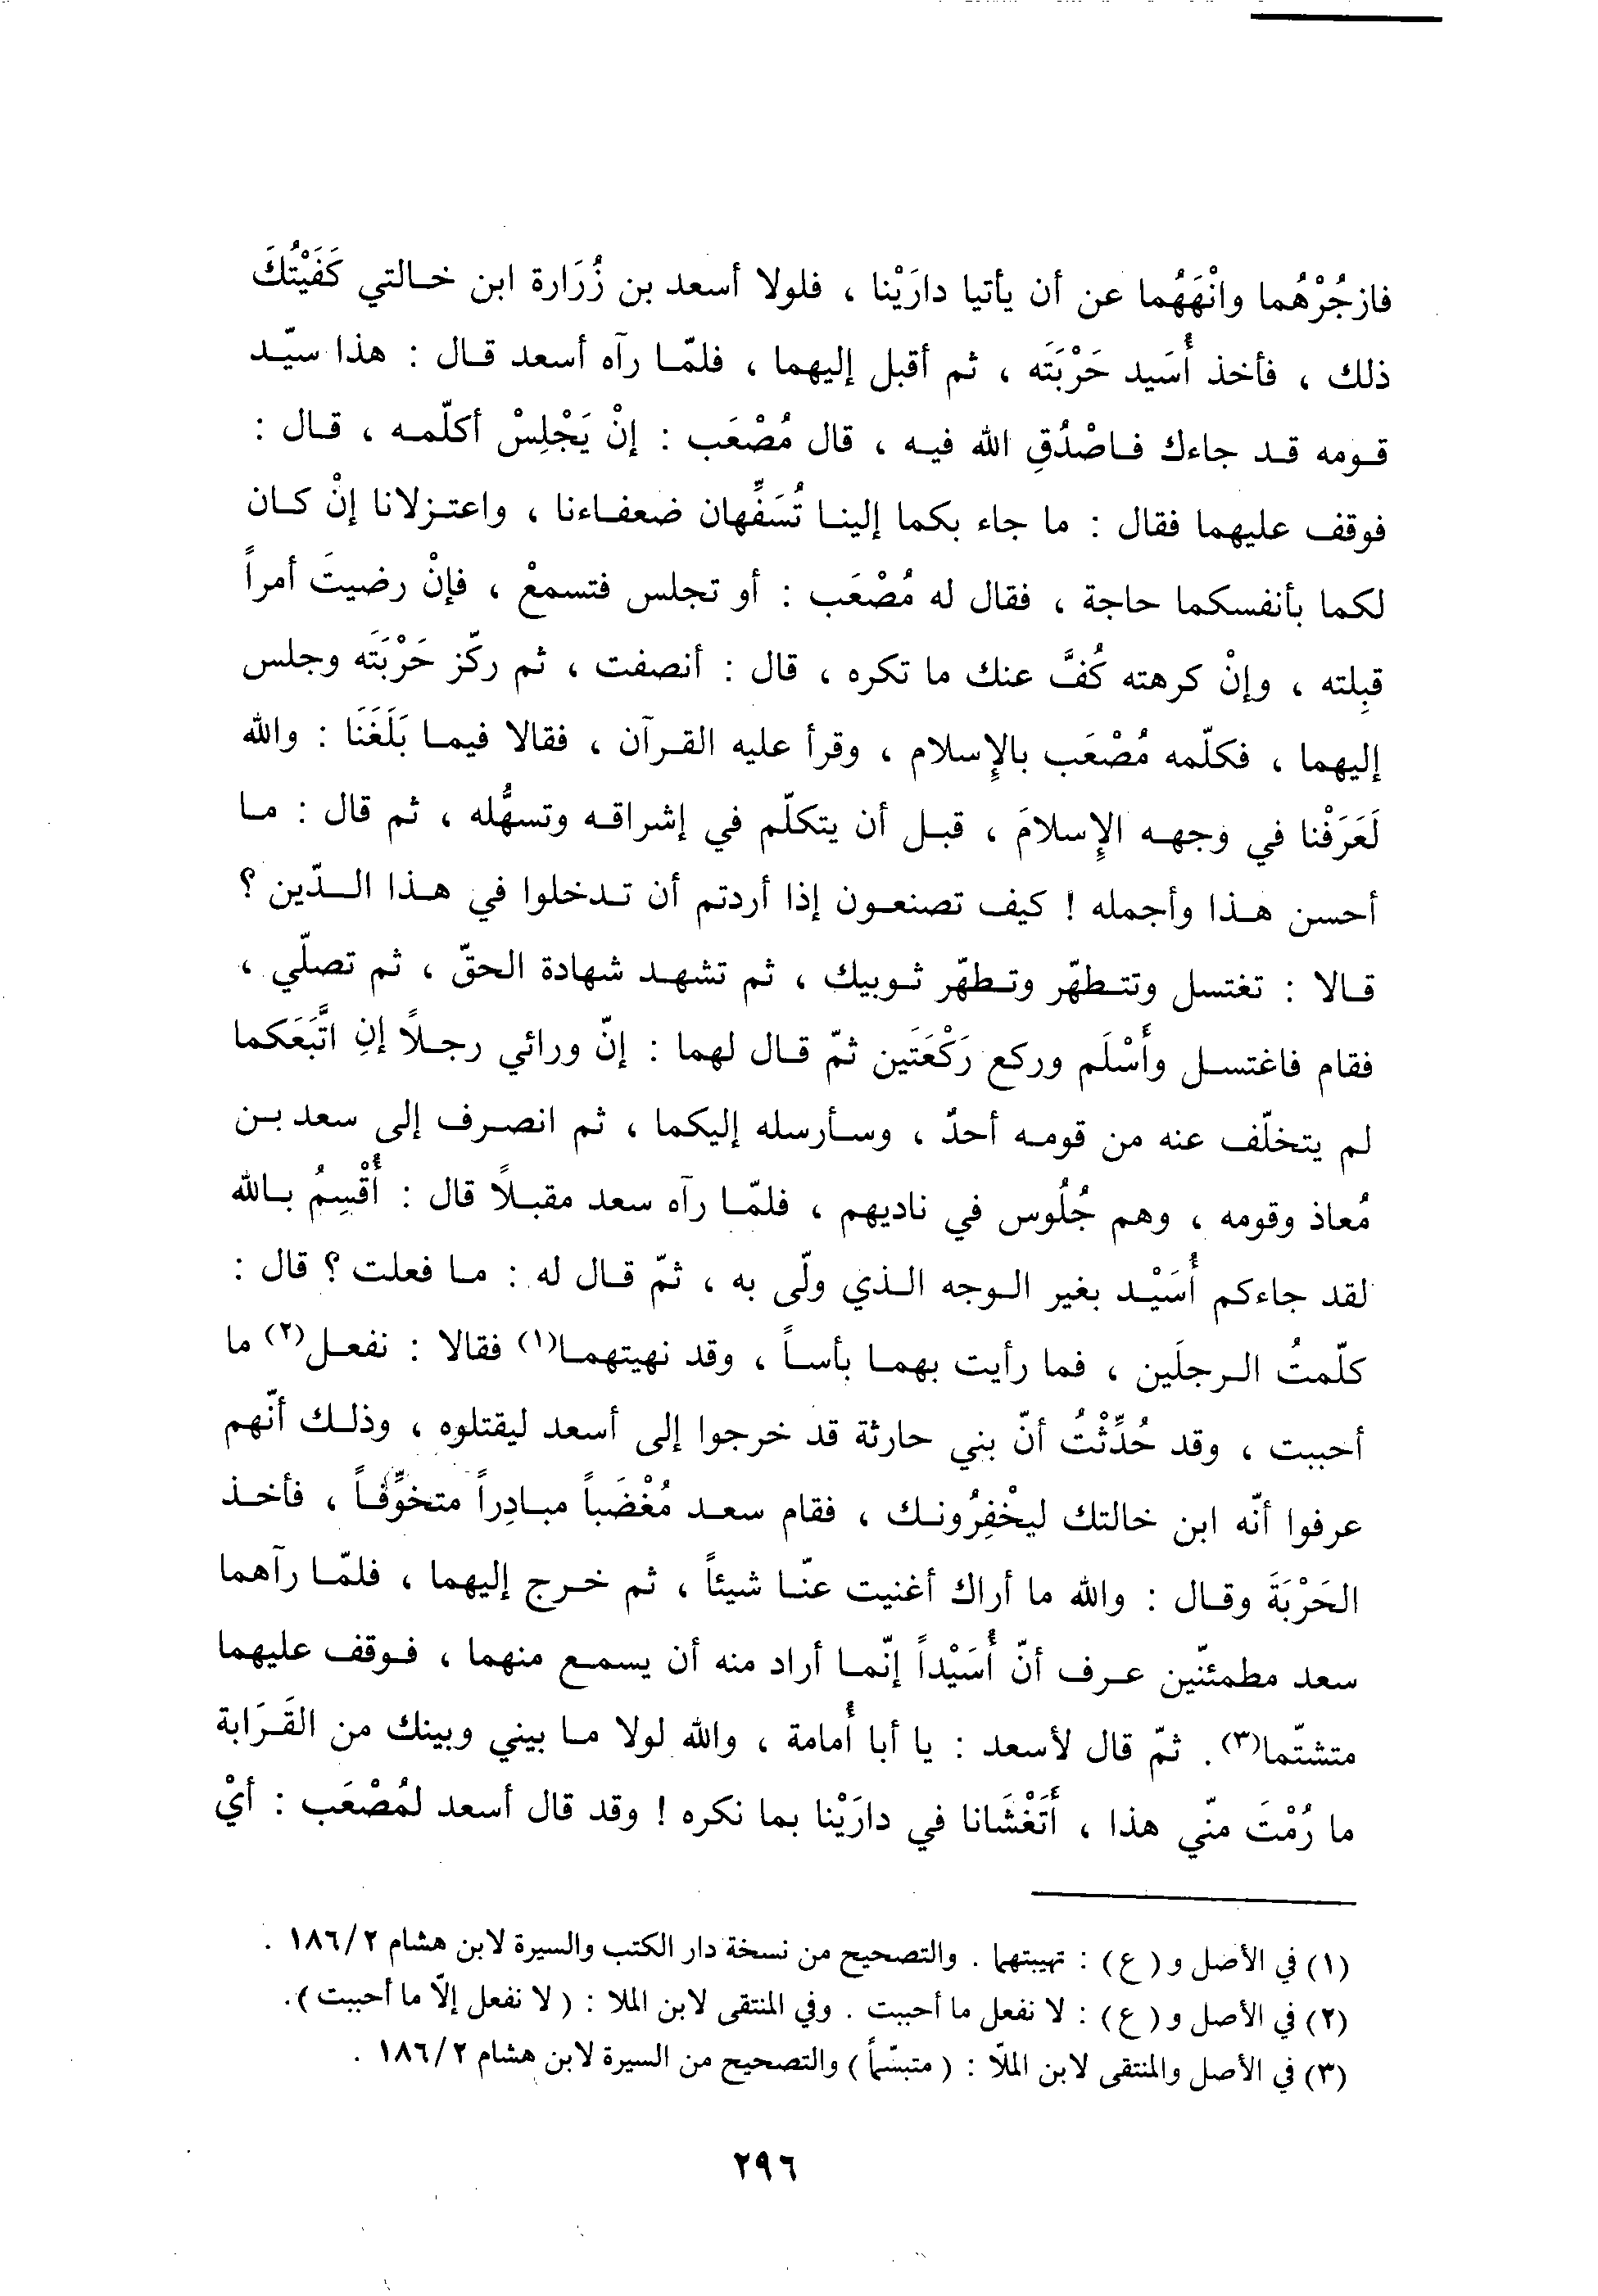 فازجُرْهُما وانْهَهُما عن أن يأتيا دارَيْنا ، فلولا أسعد بن زُرَارة ابن خالتي كَفَيْتُكَ
ذلك ، فأخذ أُسَيد حَرْبَتَه ، ثم أقبل إليهما ، فلمّا رآه أسعد قال : هذا سيّد
قومه قد جاءك فاصْدُقِ الله فيه ، قال مُصْعَب : إنْ يَجْلِسْ أكلّمه ، قال :
فوقف عليهما فقال : ما جاء بكما إلينا تُسَفِّهان ضعفاءنا ، واعتزلانا إنْ كان
لكما بأنفسكما حاجة ، فقال له مُصْعَب : أو تجلس فتسمعْ ، فإنْ رضيتَ أمراً
قبِلته ، وإنْ كرهته كُفَّ عنك ما تكره ، قال : أنصفت ، ثم ركّز حَرْبَتَه وجلس
إليهما ، فكلّمه مُصْعَب بالإِسلام ، وقرأ عليه القرآن ، فقالا فيما بَلَغَنَا : والله
لَعَرَفْنا في وجهه الإِسلامَ ، قبل أن يتكلّم في إشراقه وتسهُّله ، ثم قال : ما
أحسن هذا وأجمله ! كيف تصنعون إذا أردتم أن تدخلوا في هذا الدّين ؟
قالا : تغتسل وتتطهّر وتطهّر ثوبيك ، ثم تشهد شهادة الحقّ ، ثم تصلّي ،
فقام فاغتسل وأَسْلَم وركع رَكْعَتَين ثمّ قال لهما : إنّ ورائي رجلاً إنِ اتَّبَعَكما
لم يتخلّف عنه من قومه أحدٌ ، وسأرسله إليكما ، ثم انصرف إلى سعد بن
مُعاذ وقومه ، وهم جُلُوس في ناديهم ، فلمّا رآه سعد مقبلاً قال : أُقْسِمُ بالله
لقد جاءكم أُسَيْد بغير الوجه الذي ولّى به ، ثمّ قال له : ما فعلت ؟ قال :
كلّمتُ الرجلَين ، فما رأيت بهما بأساً ، وقد نهيتهما(١) فقالا : نفعل(٢) ما
أحببت ، وقد حُدِّثْتُ أنّ بني حارثة قد خرجوا إلى أسعد ليقتلوه ، وذلك أنّهم
عرفوا أنّه ابن خالتك ليخْفِرُونك ، فقام سعد مُغْضَباً مبادِراً متخوِّفاً ، فأخذ
الحَرْبَةَ وقال : والله ما أراك أغنيت عنّا شيئاً ، ثم خرج إليهما ، فلمّا رآهما
سعد مطمئنّين عرف أنّ أُسَيْداً إنّما أراد منه أن يسمع منهما ، فوقف عليهما
متشتّما(٣) . ثمّ قال لأسعد : يا أبا أُمامة ، والله لولا ما بيني وبينك من القَرَابة
ما رُمْتَ منّي هذا ، أَتَغْشَانا في دارَيْنا بما نكره ! وقد قال أسعد لمُصْعَب : أيْ
(١) في الأصل و ( ع ) : تهيبتهما . والتصحيح من نسخة دار الكتب والسيرة لابن هشام ١٨٦/٢ .
(٢) في الأصل و ( ع ) : لا نفعل ما أحببت . وفي المنتقى لابن الملا : ( لا نفعل إلّا ما أحببت ) .
(٣) في الأصل والمنتقى لابن الملّا : ( متبسّماً ) والتصحيح من السيرة لابن هشام ١٨٦/٢ .
٢٩٦